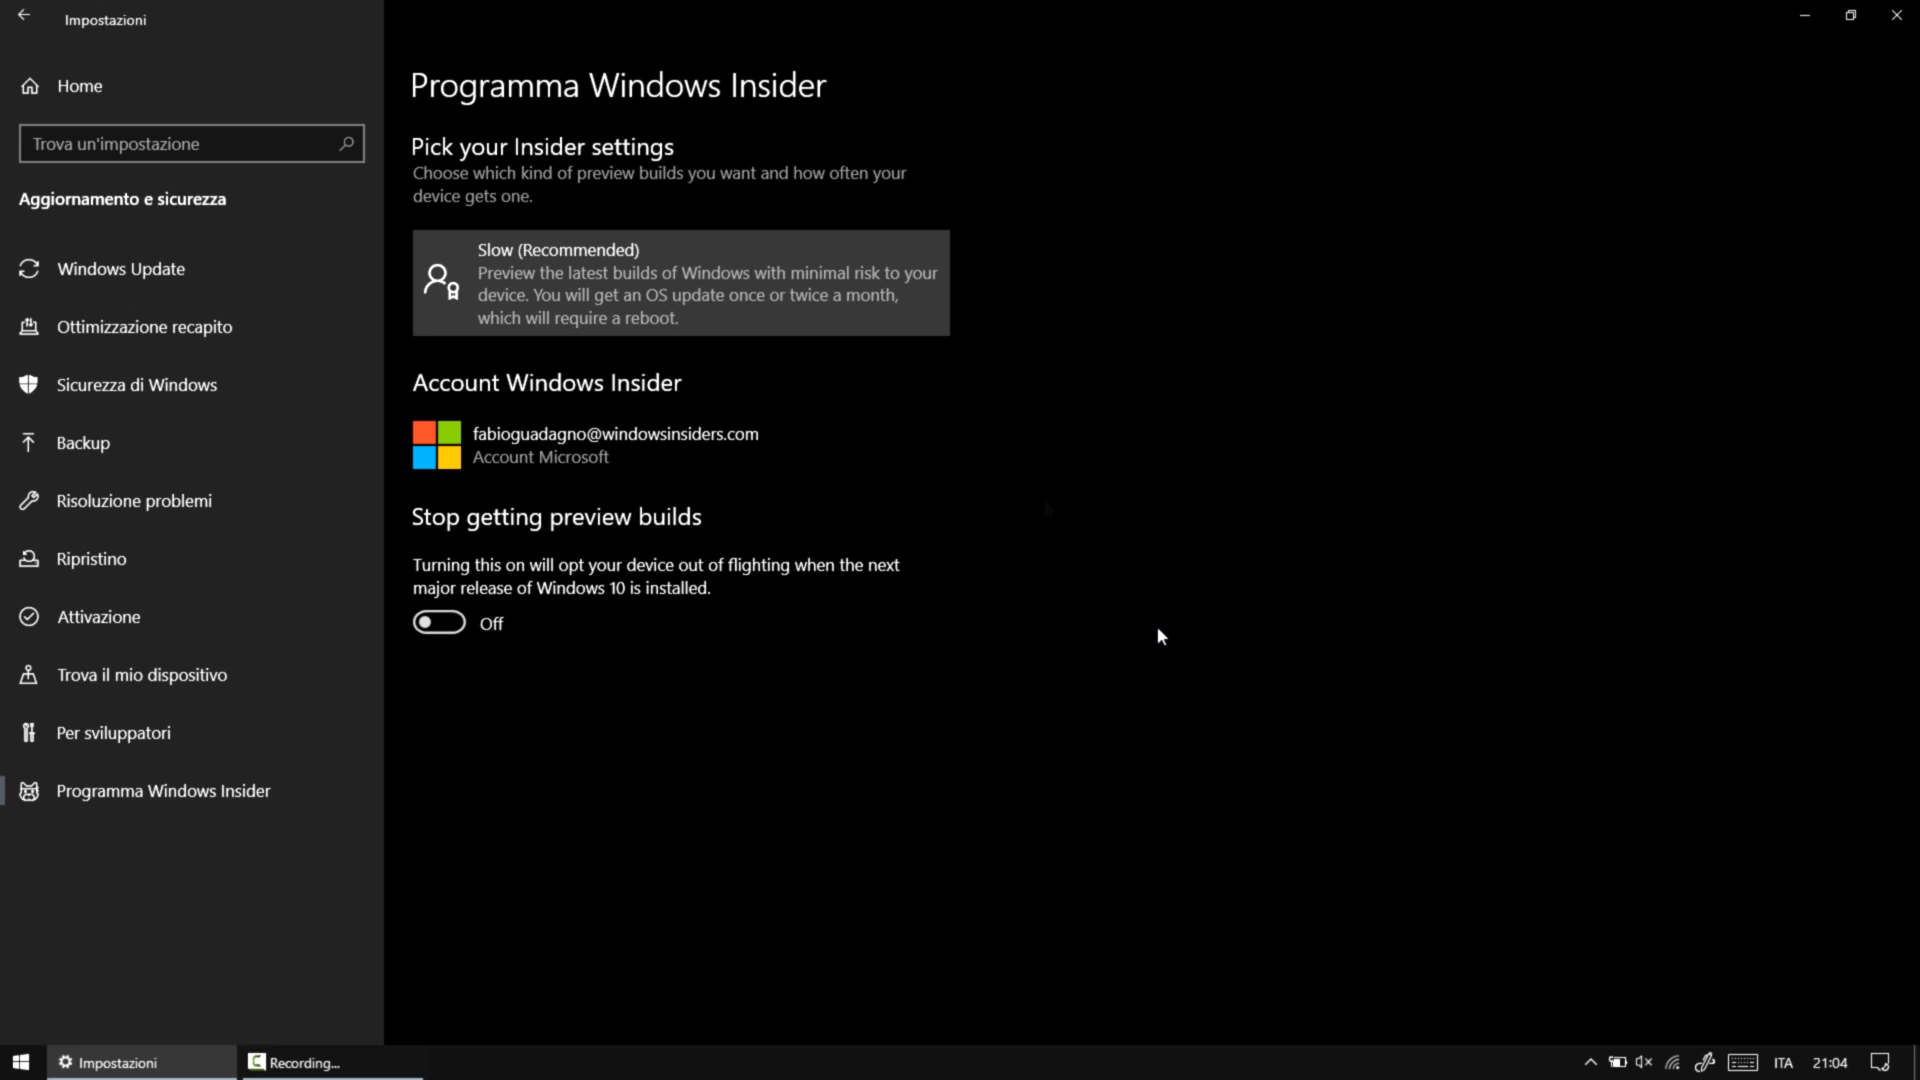 Impostazioni
Home
Trova un'impostazione
Aggiornamento e sicurezza
Windows Update
Ottimizzazione recapito
Sicurezza di Windows
Backup
Risoluzione problemi
Ripristino
Attivazione
Trova il mio dispositivo
Per sviluppatori
Programma Windows Insider
Programma Windows Insider
Pick your Insider settings
Choose which kind of preview builds you want and how often your
device gets one.
Slow (Recommended)
Preview the latest builds of Windows with minimal risk to your
device. You will get an OS update once or twice a month,
which will require a reboot.
Account Windows Insider
fabioguadagno@windowsinsiders.com
Account Microsoft
Stop getting preview builds
Turning this on will opt your device out of flighting when the next
major release of Windows 10 is installed.
Off
Impostazioni
Recording...
ITA
21:04